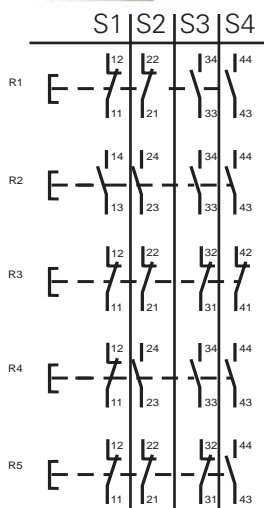 S1 S2 S3 S4
12 22 34 44
R1
11 21 33 43
14 24 34 44
R2
13 23 33 43
12 22 32 42
R3
11 21 31 41
12 24 34 44
R4
11 23 33 43
12 22 32 44
R5
11 21 31 43